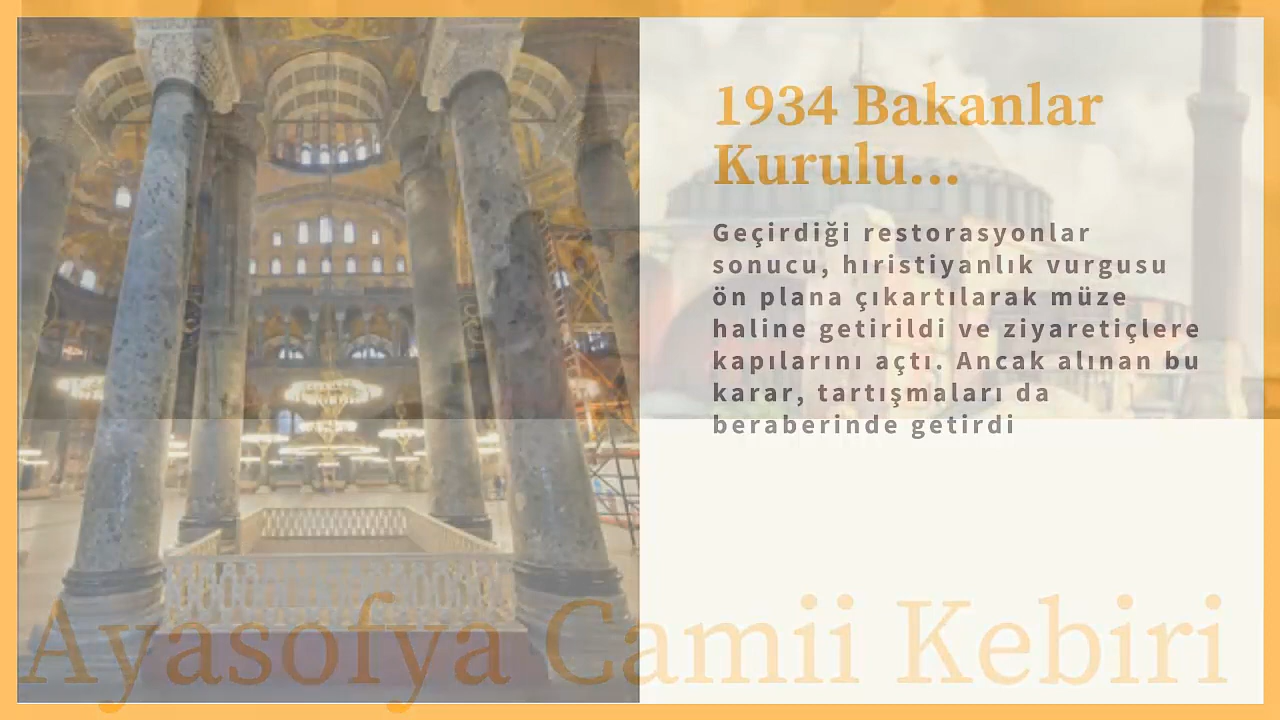 1934 Bakanlar
Kurulu...
Geçirdiği restorasyonlar
sonucu, hıristiyanlık vurgusu
ön plana çıkartılarak müze
haline getirildi ve ziyaretiçlere
kapılarını açtı. Ancak alınan bu
karar, tartışmaları da
beraberinde getirdi
Ayasofya Camii Kebiri